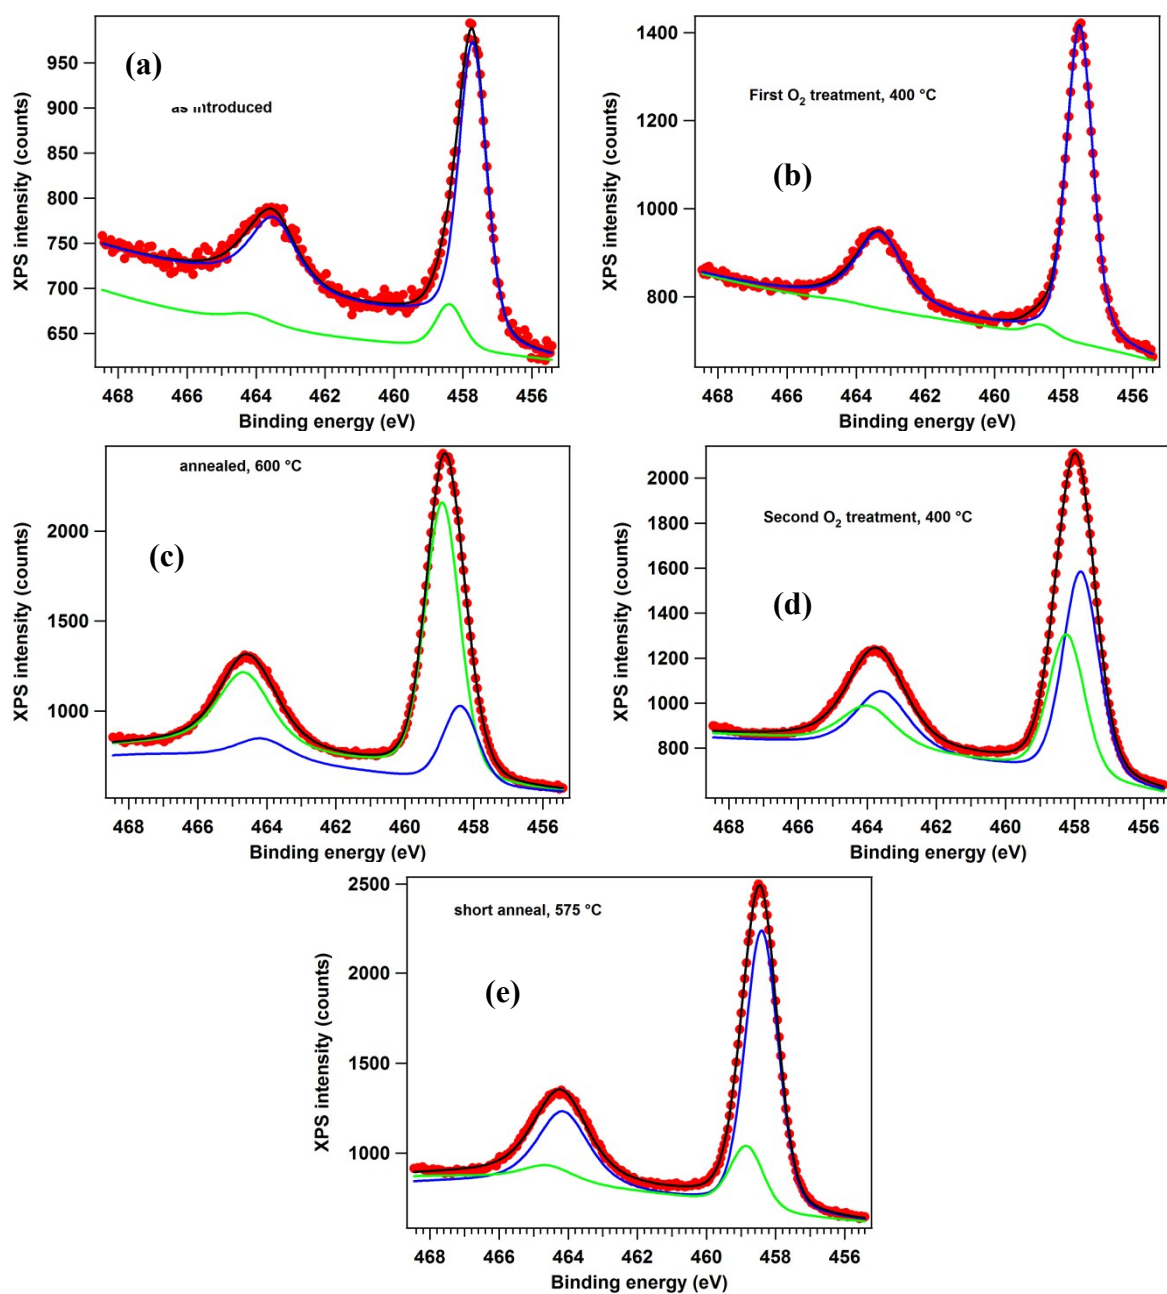 (a)
as introduced
950
900
850
800
750
700
650
XPS intensity (counts)
468 466 464 462 460 458 456
Binding energy (eV)
(b)
First O₂ treatment, 400 °C
1400
1200
1000
800
XPS intensity (counts)
468 466 464 462 460 458 456
Binding energy (eV)
annealed, 600 °C
(c)
2000
1500
1000
XPS intensity (counts)
468 466 464 462 460 458 456
Binding energy (eV)
Second O₂ treatment, 400 °C
(d)
2000
1800
1600
1400
1200
1000
800
XPS intensity (counts)
468 466 464 462 460 458 456
Binding energy (eV)
short anneal, 575 °C
(e)
2500
2000
1500
1000
XPS intensity (counts)
468 466 464 462 460 458 456
Binding energy (eV)